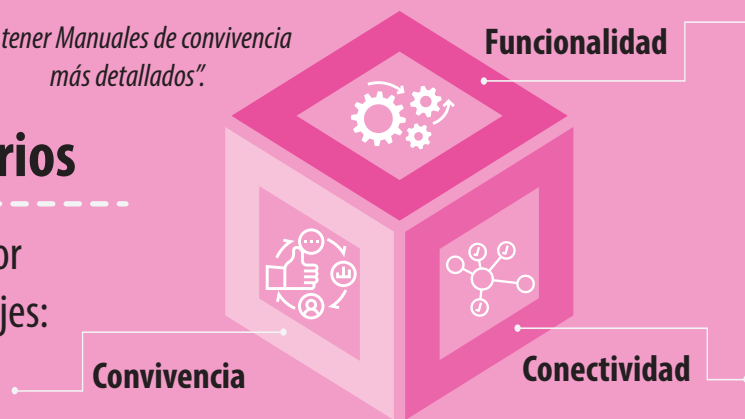 tener Manuales de convivencia
más detallados”.
Funcionalidad
rios
or
jes:
Convivencia
Conectividad